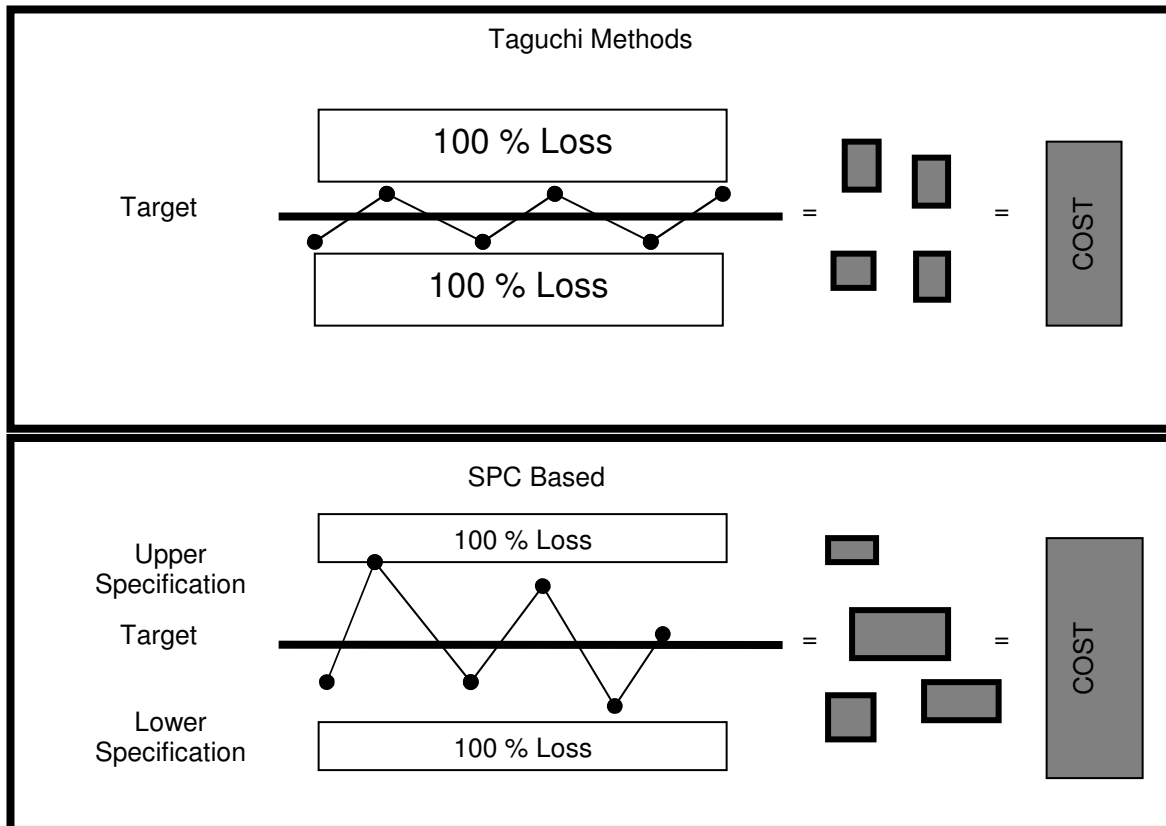 Taguchi Methods
100 % Loss
Target
=
=
COST
100 % Loss
SPC Based
100 % Loss
Upper
Specification
Target
=
=
COST
Lower
Specification
100 % Loss